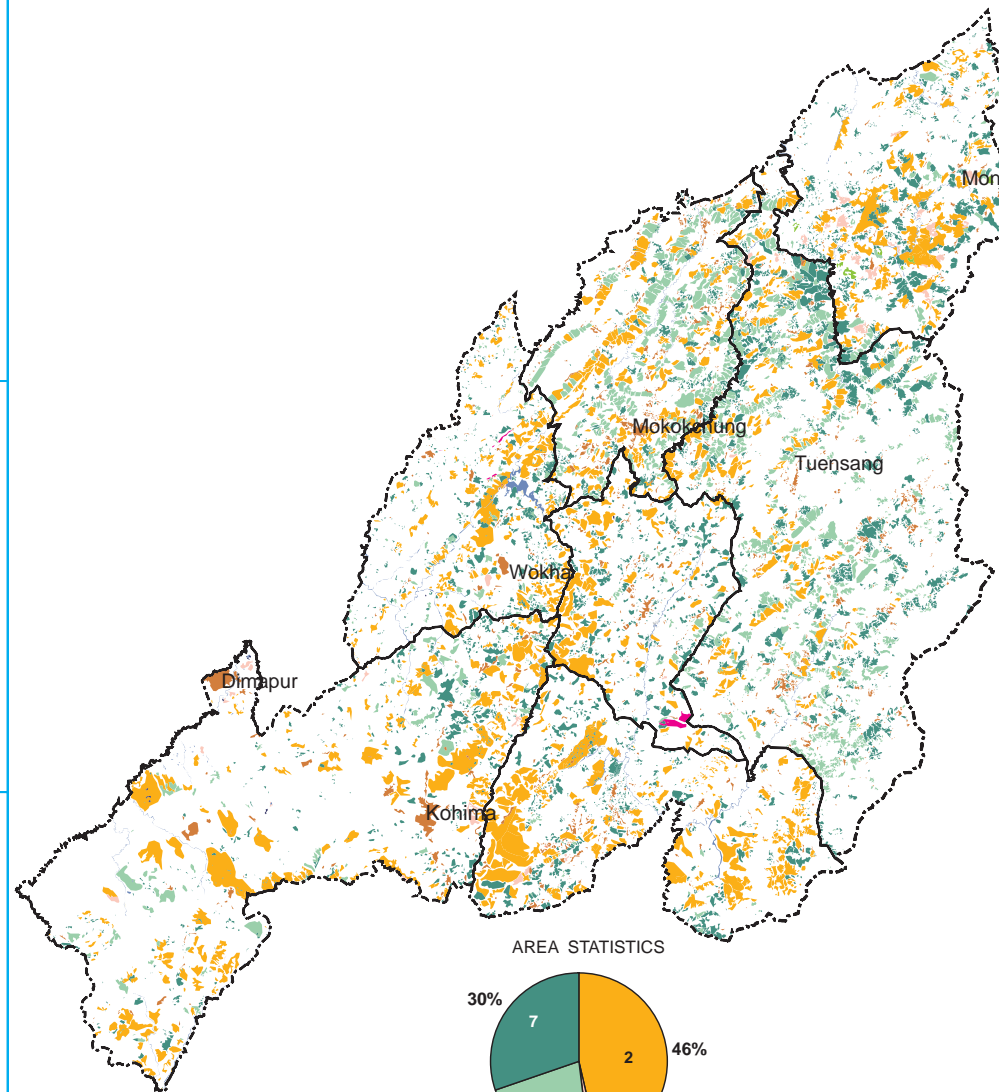 Mon
Mokokchung
Tuensang
Wokha
Dimapur
Kohima
AREA STATISTICS
30%
7
2
46%